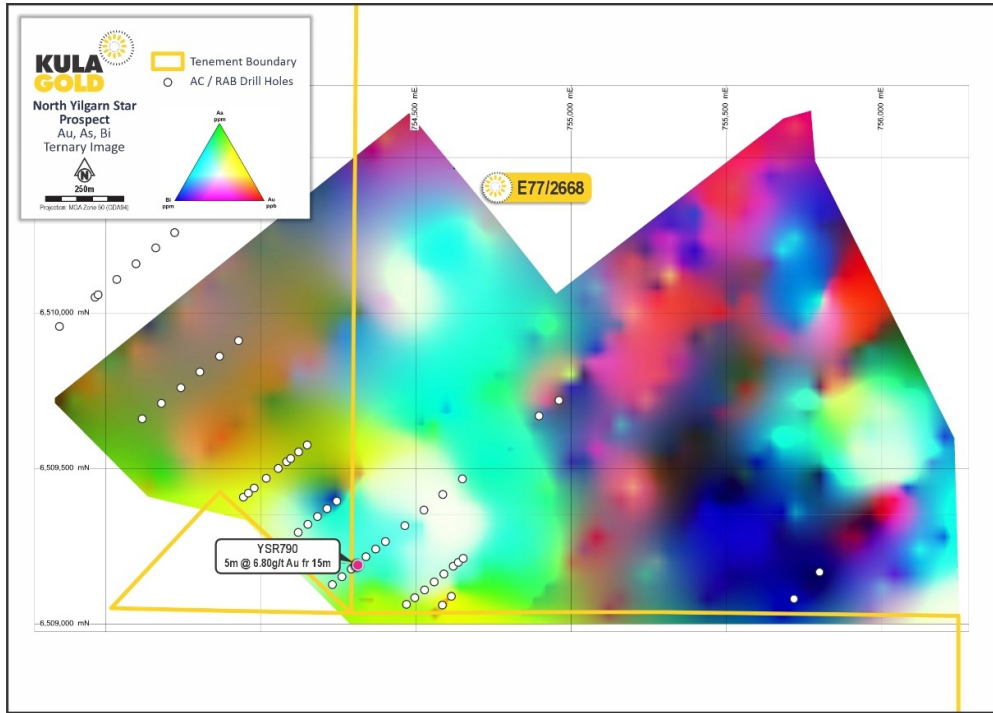 KULA
GOLD
North Yilgarn Star
Prospect
Au, As, Bi
Ternary Image
N
250m
Projection: MGA Zone 50 (GDA94)
Tenement Boundary
AC / RAB Drill Holes
As
ppm
Bi
ppm
Au
ppb
754,500 mE
755,000 mE
755,500 mE
756,000 mE
E77/2668
6,510,000 mN
6,509,500 mN
YSR790
5m @ 6.80g/t Au fr 15m
6,509,000 mN